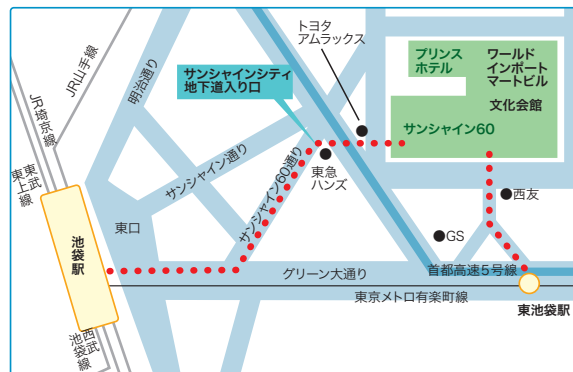 トヨタ
アムラックス
プリンス
ホテル
ワールド
インポート
マートビル
文化会館
サンシャイン60
サンシャインシティ
地下道入り口
JR山手線
JR埼京線
明治通り
東武
東上線
サンシャイン通り
サンシャイン60通り
東急
ハンズ
西友
GS
東口
池袋駅
グリーン大通り
首都高速5号線
東京メトロ有楽町線
東池袋駅
西武
池袋線